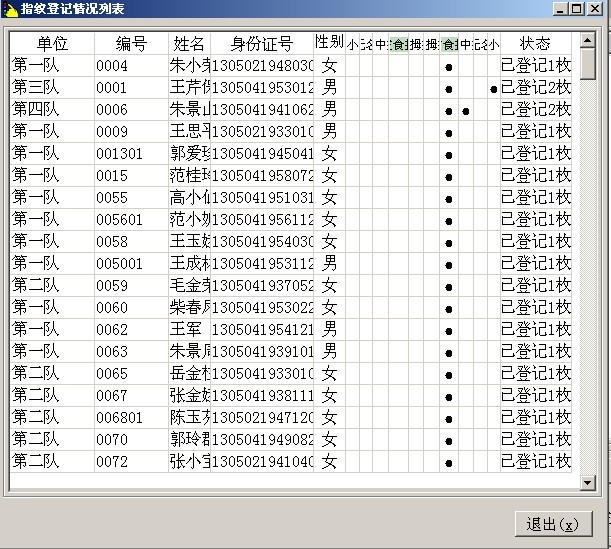 指纹登记情况列表
单位 编号 姓名 身份证号 性别 小 名 中 食 拇 拇 食 中 名 小 状态
第一队 0004 朱小 1305021948030 女 已登记1枚
第三队 0001 王芹 1305041953012 男 已登记2枚
第四队 0006 朱景山 1305041941062 男 已登记2枚
第一队 0009 王思平 1305021933010 男 已登记1枚
第一队 001301 郭爱珍 1305041945041 女 已登记1枚
第一队 0015 范桂 1305041958072 女 已登记1枚
第一队 0055 高小仙 1305041951031 女 已登记1枚
第一队 005601 范小 1305041956112 女 已登记1枚
第一队 0058 王玉 1305041954030 女 已登记1枚
第一队 005001 王成林 1305041953112 男 已登记1枚
第二队 0059 毛金 1305041937052 女 已登记1枚
第一队 0060 柴春 1305041953022 女 已登记1枚
第一队 0062 王军 1305041954121 男 已登记1枚
第一队 0063 朱景 1305041939101 男 已登记1枚
第二队 0065 岳金 1305041933010 女 已登记1枚
第二队 0067 张金 1305041938111 女 已登记1枚
第二队 006801 陈玉 1305021947120 女 已登记1枚
第二队 0070 郭玲 1305041949082 女 已登记1枚
第二队 0072 张小 1305021941040 女 已登记1枚
退出(x)